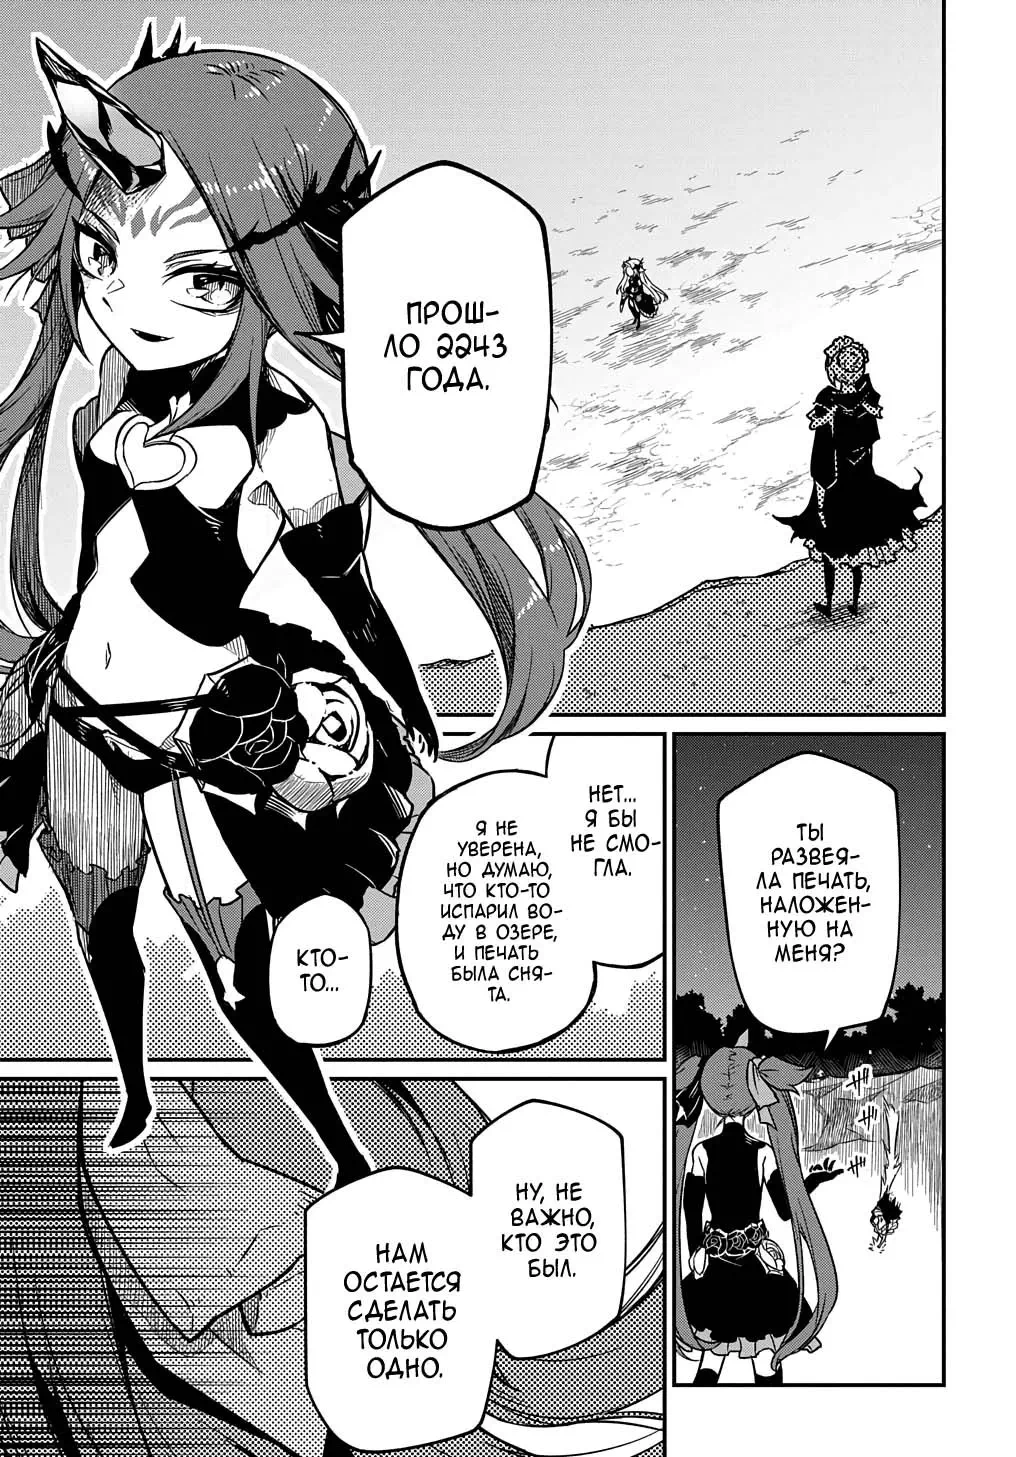 ПРОШ-
ЛО 2243
ГОДА.
ТЫ
РАЗВЕЯ-
ЛА ПЕЧАТЬ,
НАЛОЖЕН-
НУЮ НА
МЕНЯ?
НЕТ...
Я БЫ
НЕ СМО-
ГЛА.
Я НЕ
УВЕРЕНА,
НО ДУМАЮ,
ЧТО КТО-ТО
ИСПАРИЛ ВО-
ДУ В ОЗЕРЕ,
И ПЕЧАТЬ
БЫЛА СНЯ-
ТА.
КТО-
ТО...
НУ, НЕ
ВАЖНО,
КТО ЭТО
БЫЛ.
НАМ
ОСТАЕТСЯ
СДЕЛАТЬ
ТОЛЬКО
ОДНО.